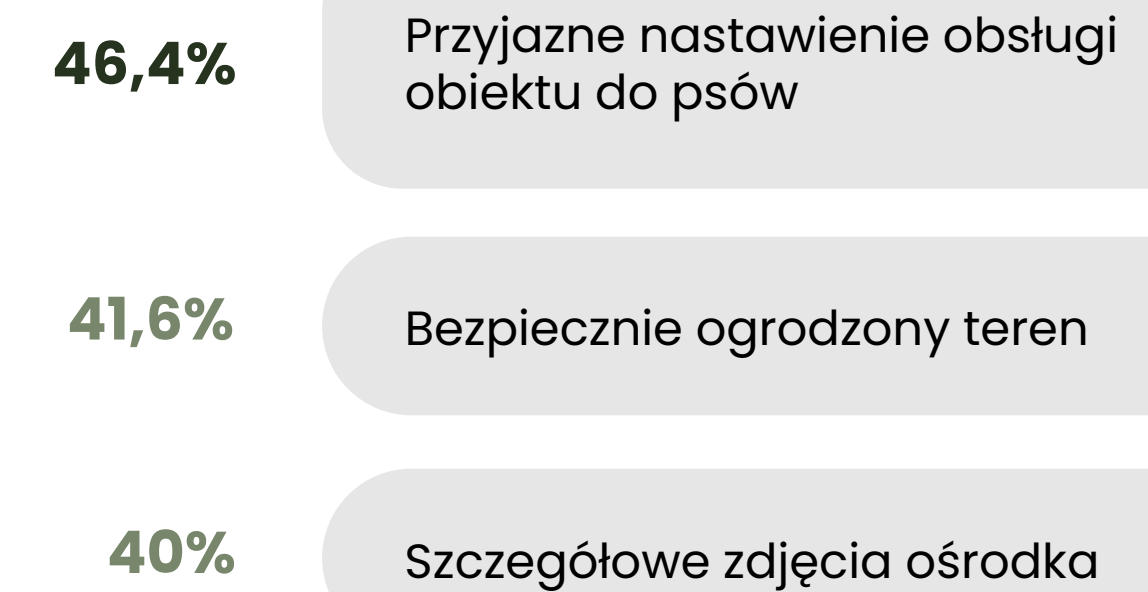 46,4%
Przyjazne nastawienie obsługi
obiektu do psów
41,6%
Bezpiecznie ogrodzony teren
40%
Szczegółowe zdjęcia ośrodka